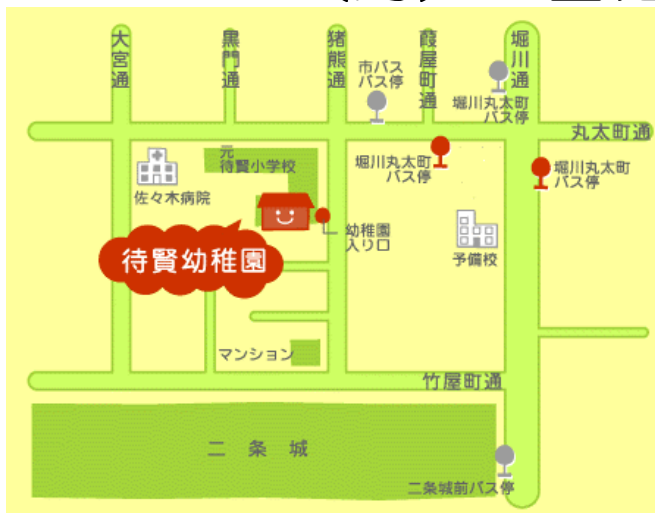 大宮通
黒門通
猪熊通
葭屋町通
堀川通
市バス
バス停
堀川丸太町
バス停
丸太町通
元
待賢小学校
堀川丸太町
バス停
堀川丸太町
バス停
佐々木病院
幼稚園
入り口
予備校
待賢幼稚園
マンション
竹屋町通
二条城
二条城前バス停